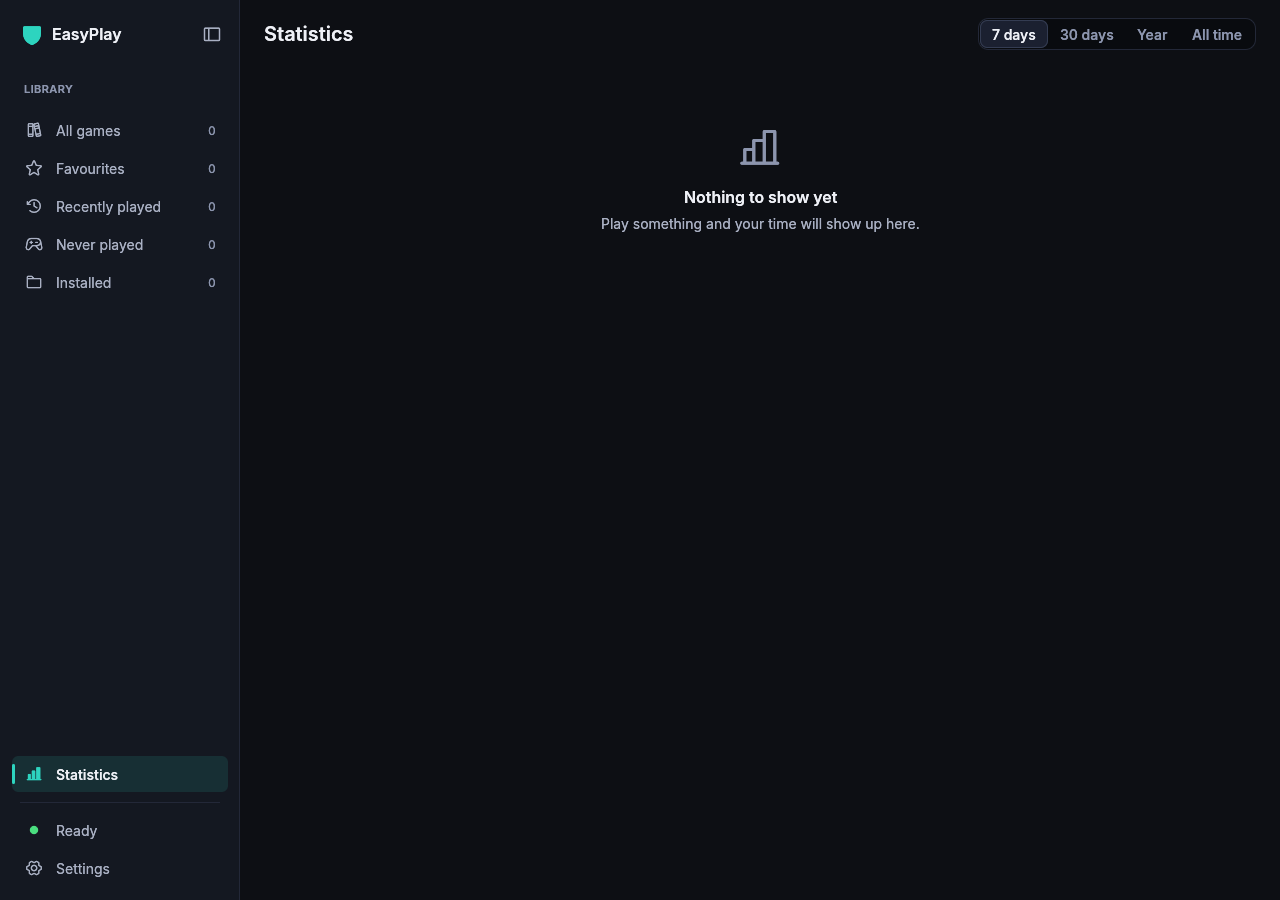 EasyPlay
Statistics
7 days
30 days
Year
All time
LIBRARY
All games 0
Favourites 0
Recently played 0
Never played 0
Installed 0
Nothing to show yet
Play something and your time will show up here.
Statistics
Ready
Settings